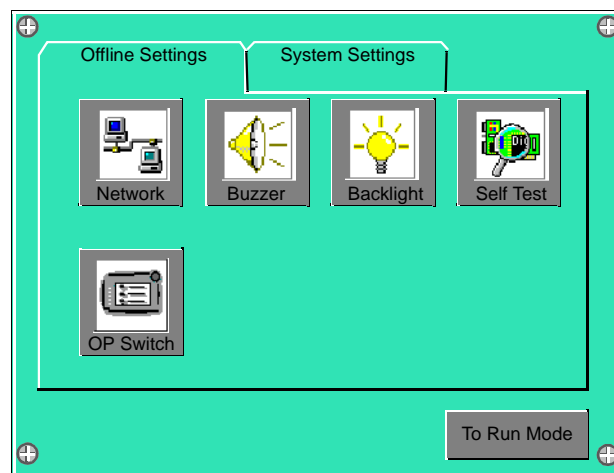 Offline Settings
System Settings
Network
Buzzer
Backlight
Self Test
OP Switch
To Run Mode